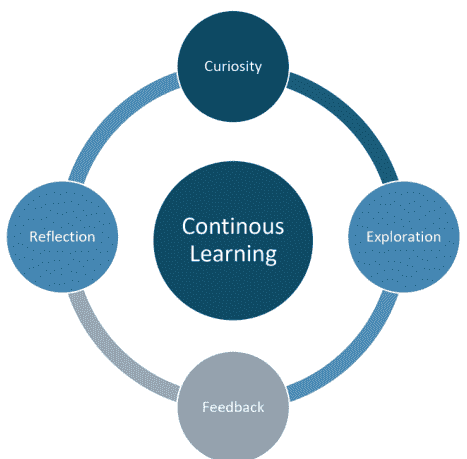 Curiosity
Reflection
Continous
Learning
Exploration
Feedback